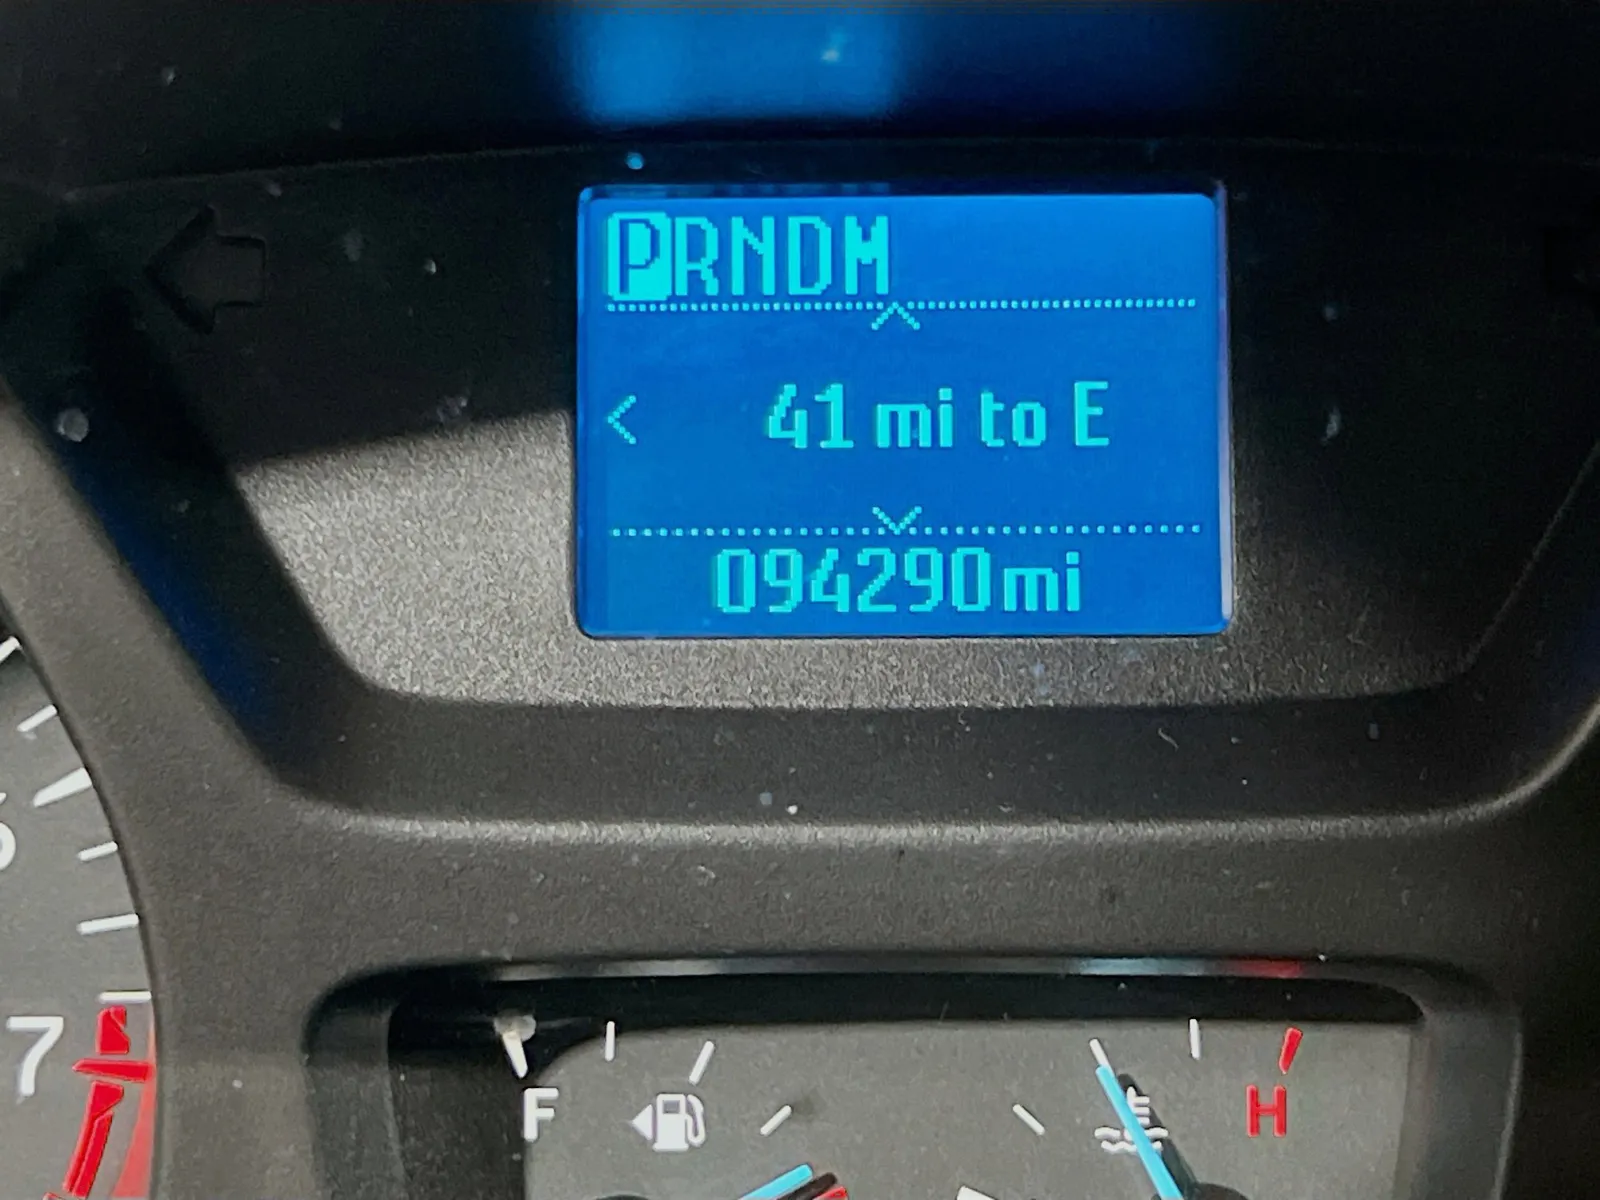 PRNDM
41 mi to E
094290mi
7
F
H